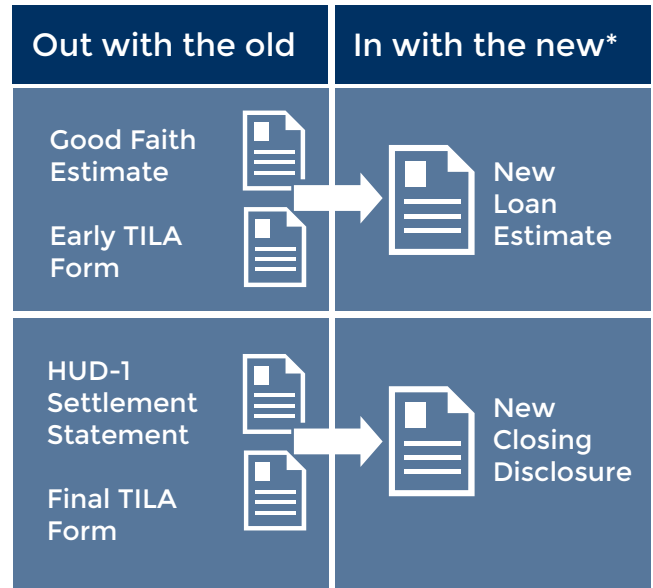 Out with the old
In with the new*
Good Faith
Estimate
Early TILA
Form
New
Loan
Estimate
HUD-1
Settlement
Statement
Final TILA
Form
New
Closing
Disclosure